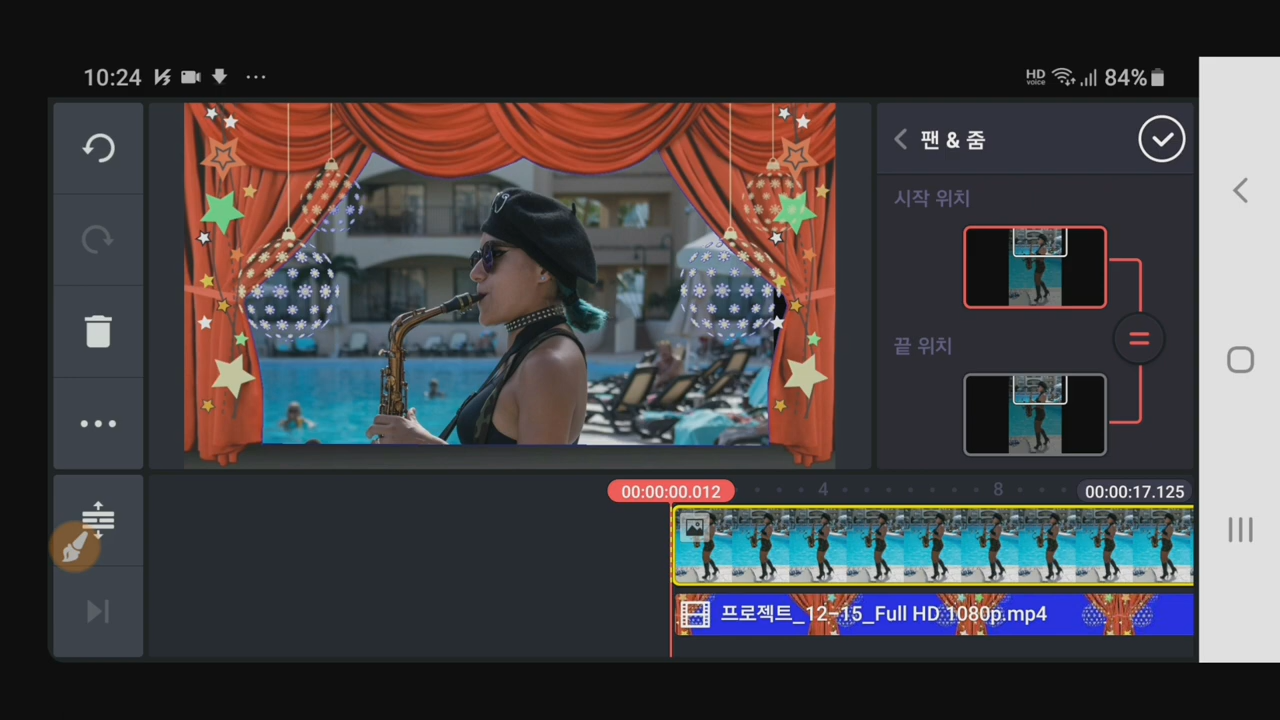 10:24
HD voice
84%
팬 & 줌
시작 위치
끝 위치
00:00:00.012
4
8
00:00:17.125
프로젝트_12-15_Full HD 1080p.mp4